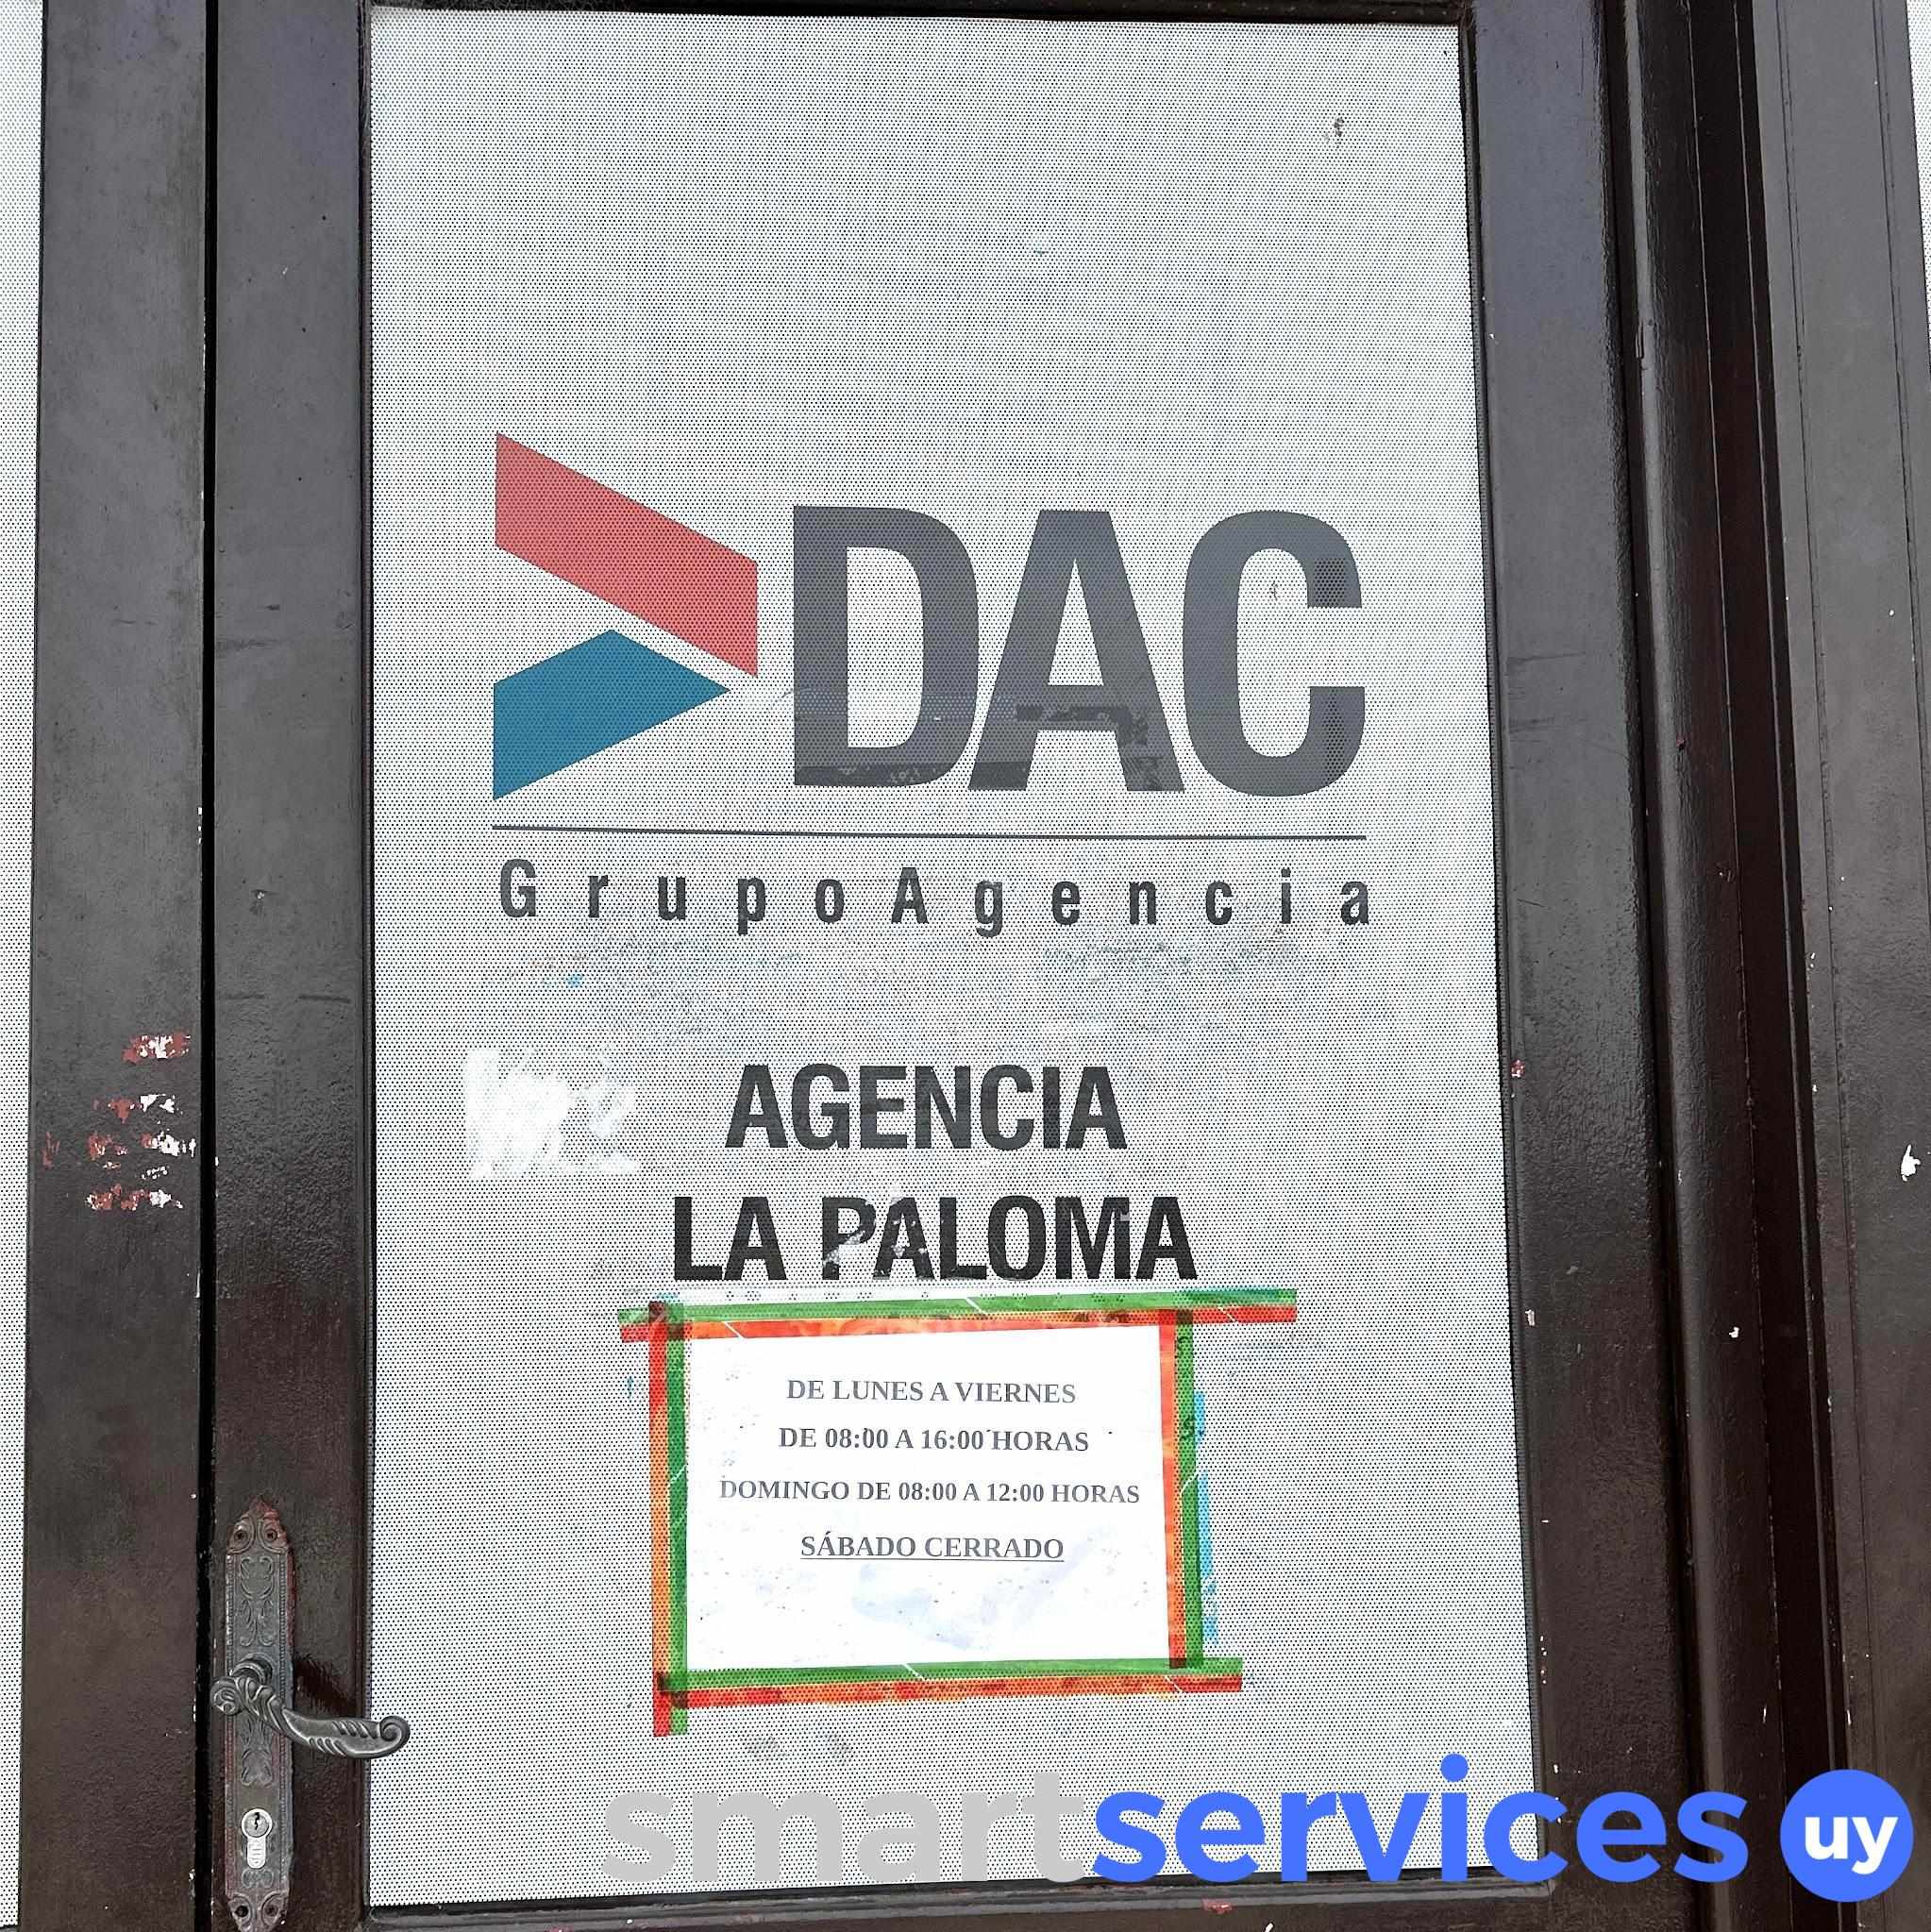 DAC
GrupoAgencia
AGENCIA
LA PALOMA
DE LUNES A VIERNES
DE 08:00 A 16:00 HORAS
DOMINGO DE 08:00 A 12:00 HORAS
SÁBADO CERRADO
smartservices uy